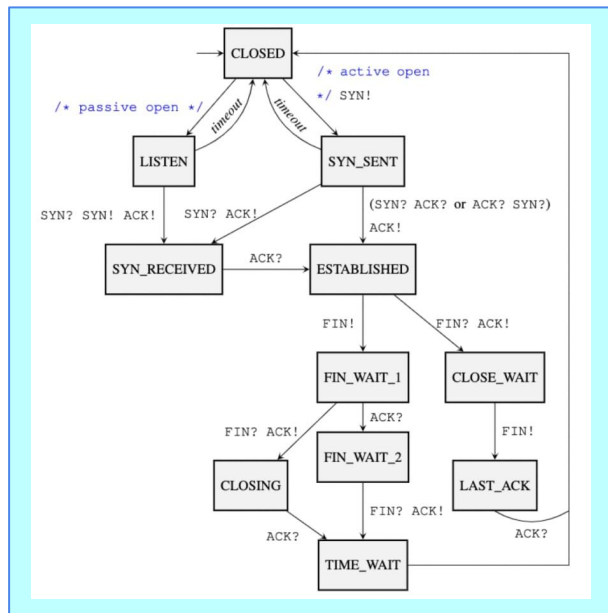 CLOSED
/* active open
*/ SYN!
/* passive open */
timeout
timeout
LISTEN
SYN_SENT
(SYN? ACK? or ACK? SYN?)
SYN? SYN! ACK!
SYN? ACK!
ACK!
SYN_RECEIVED
ACK?
ESTABLISHED
FIN!
FIN? ACK!
FIN_WAIT_1
CLOSE_WAIT
FIN? ACK!
ACK?
FIN!
CLOSING
FIN_WAIT_2
LAST_ACK
FIN? ACK!
ACK?
ACK?
TIME_WAIT